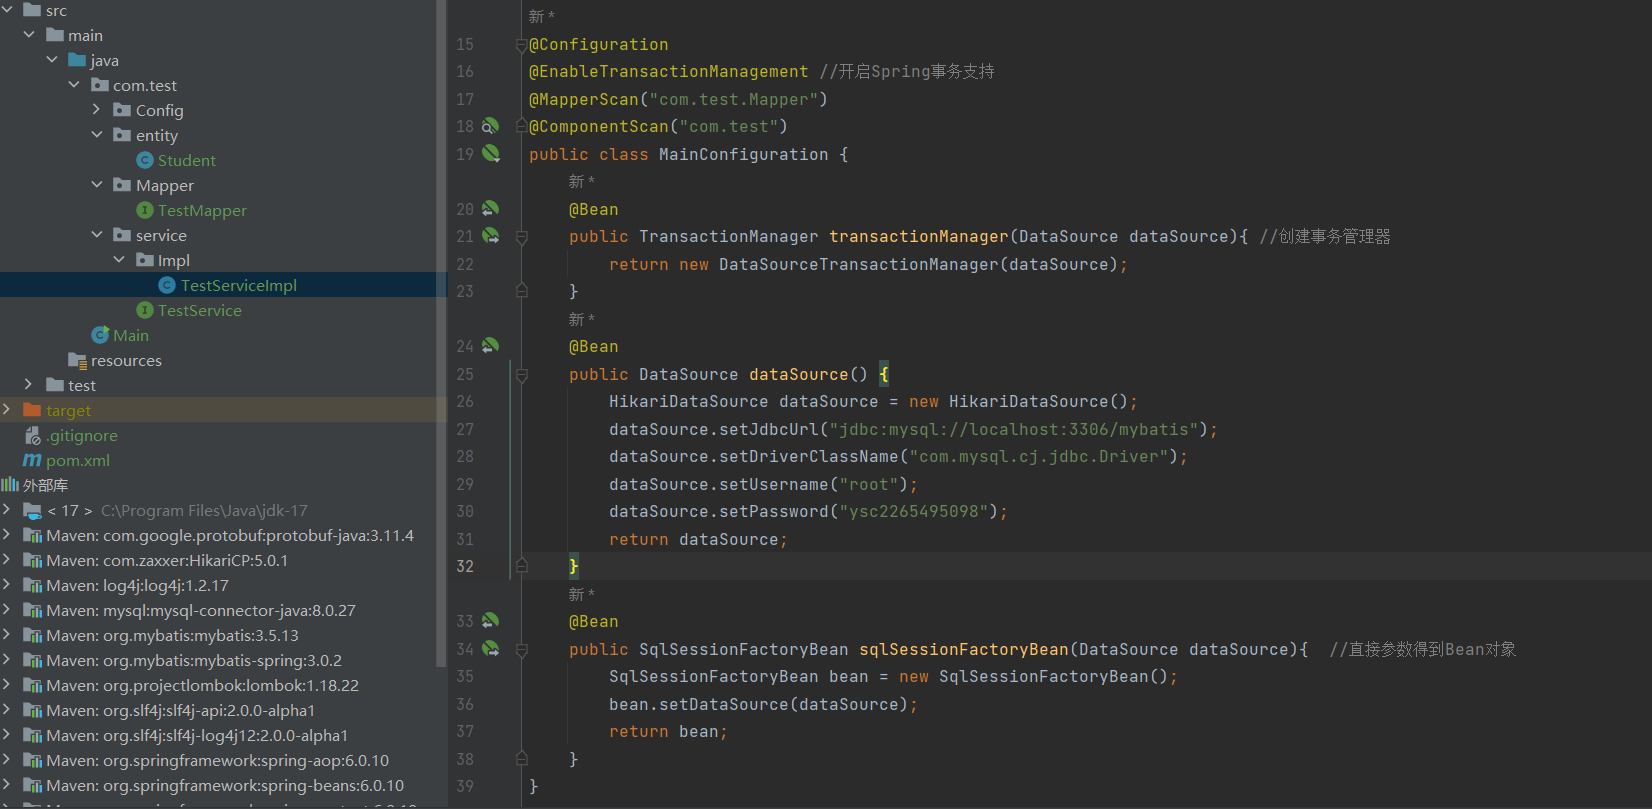 src
main
java
com.test
Config
entity
Student
Mapper
TestMapper
service
Impl
TestServiceImpl
TestService
Main
resources
test
target
.gitignore
pom.xml
外部库
< 17 > C:\Program Files\Java\jdk-17
Maven: com.google.protobuf:protobuf-java:3.11.4
Maven: com.zaxxer:HikariCP:5.0.1
Maven: log4j:log4j:1.2.17
Maven: mysql:mysql-connector-java:8.0.27
Maven: org.mybatis:mybatis:3.5.13
Maven: org.mybatis:mybatis-spring:3.0.2
Maven: org.projectlombok:lombok:1.18.22
Maven: org.slf4j:slf4j-api:2.0.0-alpha1
Maven: org.slf4j:slf4j-log4j12:2.0.0-alpha1
Maven: org.springframework:spring-aop:6.0.10
Maven: org.springframework:spring-beans:6.0.10
新 *
15 @Configuration
16 @EnableTransactionManagement //开启Spring事务支持
17 @MapperScan("com.test.Mapper")
18 @ComponentScan("com.test")
19 public class MainConfiguration {
新 *
20 @Bean
21 public TransactionManager transactionManager(DataSource dataSource){ //创建事务管理器
22 return new DataSourceTransactionManager(dataSource);
23 }
新 *
24 @Bean
25 public DataSource dataSource() {
26 HikariDataSource dataSource = new HikariDataSource();
27 dataSource.setJdbcUrl("jdbc:mysql://localhost:3306/mybatis");
28 dataSource.setDriverClassName("com.mysql.cj.jdbc.Driver");
29 dataSource.setUsername("root");
30 dataSource.setPassword("ysc2265495098");
31 return dataSource;
32 }
新 *
33 @Bean
34 public SqlSessionFactoryBean sqlSessionFactoryBean(DataSource dataSource){ //直接参数得到Bean对象
35 SqlSessionFactoryBean bean = new SqlSessionFactoryBean();
36 bean.setDataSource(dataSource);
37 return bean;
38 }
39 }